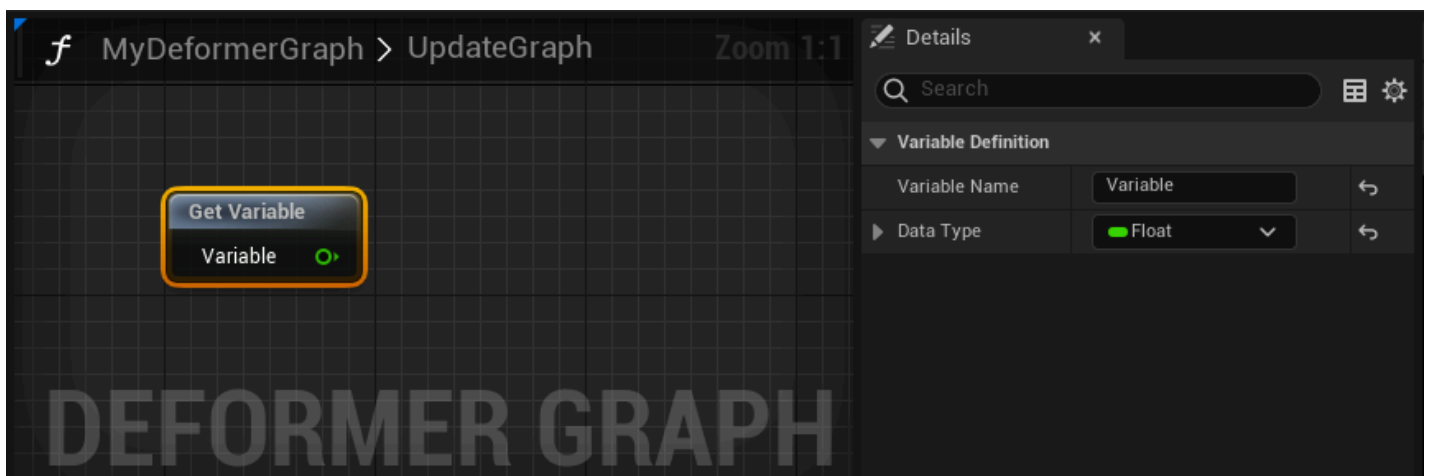 f MyDeformerGraph > UpdateGraph Zoom 1:1
Get Variable
Variable
DEFORMER GRAPH
Details ×
Search
Variable Definition
Variable Name Variable
Data Type Float